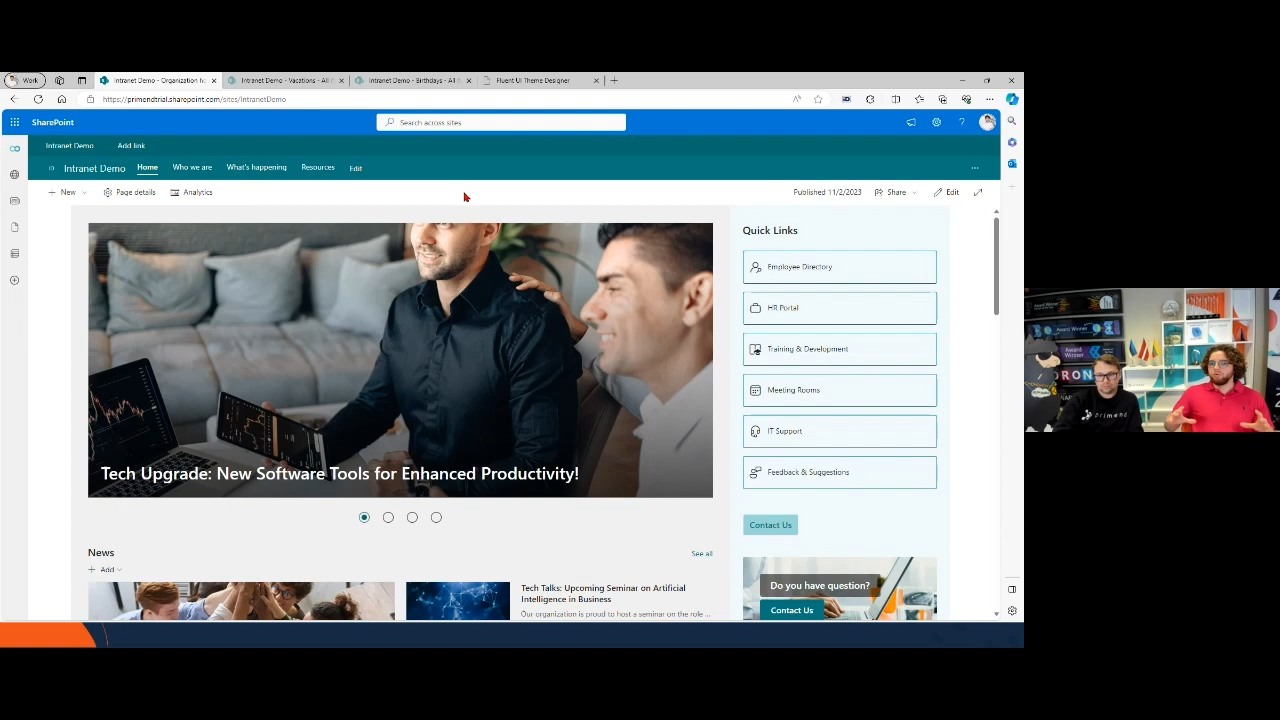 Work
Intranet Demo - Organization h
Intranet Demo - Vacations - All i
Intranet Demo - Birthdays - All i
Fluent UI Theme Designer
https://primendtrial.sharepoint.com/sites/IntranetDemo
SharePoint
Search across sites
Intranet Demo
Add link
Intranet Demo
Home
Who we are
What's happening
Resources
Edit
New
Page details
Analytics
Published 11/2/2023
Share
Edit
Tech Upgrade: New Software Tools for Enhanced Productivity!
Quick Links
Employee Directory
HR Portal
Training & Development
Meeting Rooms
IT Support
Feedback & Suggestions
Contact Us
News
See all
Add
Tech Talks: Upcoming Seminar on Artificial
Intelligence in Business
Our organization is proud to host a seminar on the role ...
Do you have question?
Contact Us
Award Winner
Award
Winner
primend